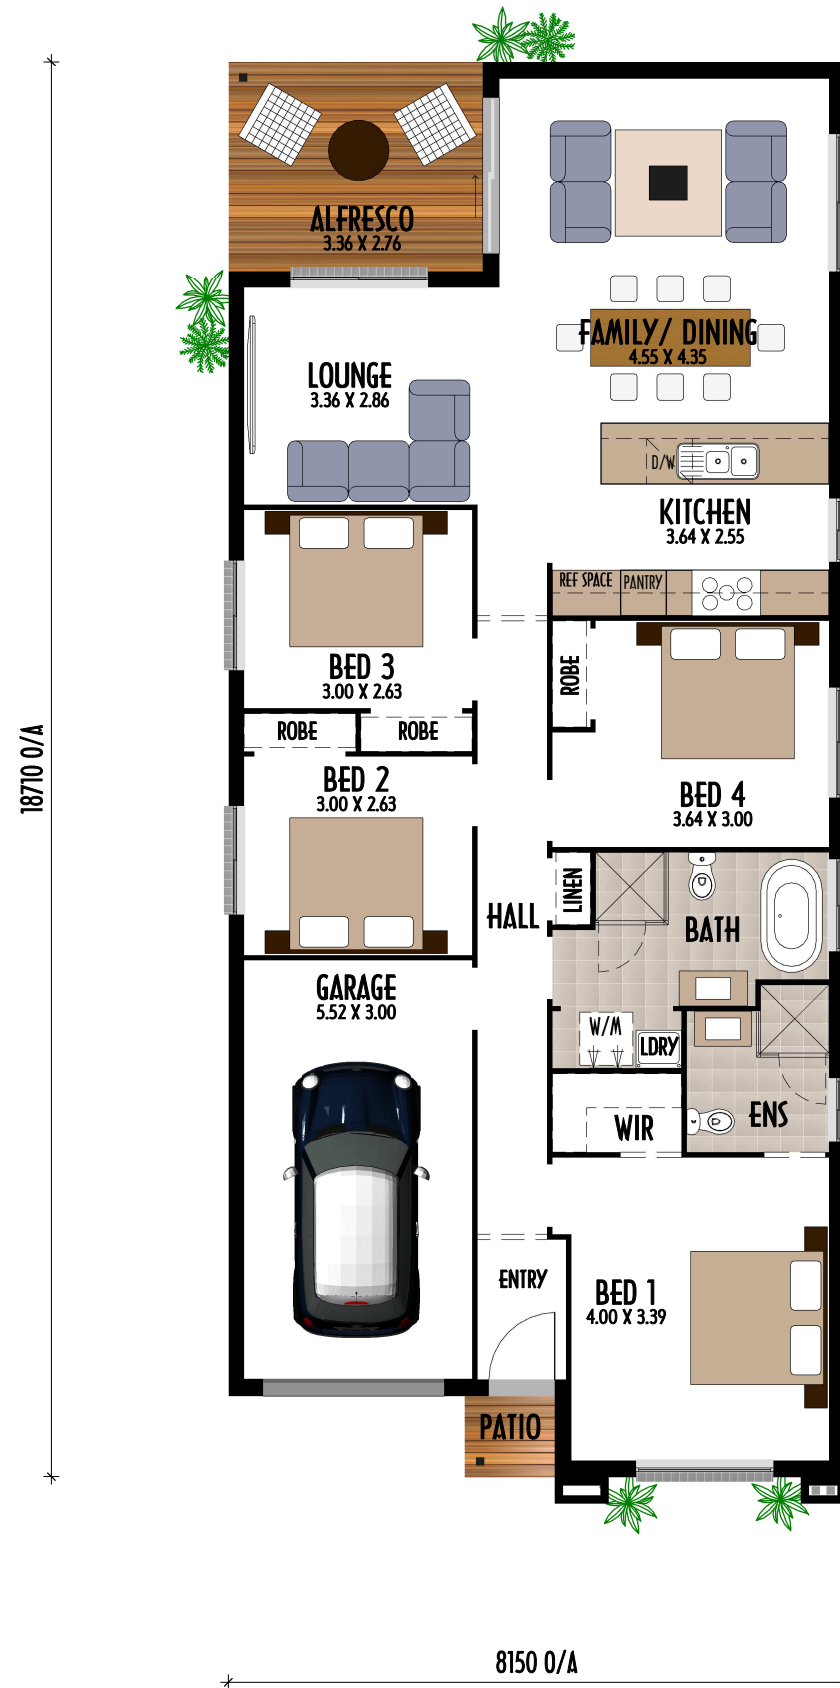 ALFRESCO
3.36 X 2.76
FAMILY/ DINING
4.55 X 4.35
LOUNGE
3.36 X 2.86
D/W
KITCHEN
3.64 X 2.55
REF SPACE
PANTRY
BED 3
3.00 X 2.63
ROBE
ROBE
ROBE
18710 O/A
BED 2
3.00 X 2.63
BED 4
3.64 X 3.00
LINEN
HALL
BATH
GARAGE
5.52 X 3.00
W/M
LDRY
WIR
ENS
ENTRY
BED 1
4.00 X 3.39
PATIO
8150 O/A